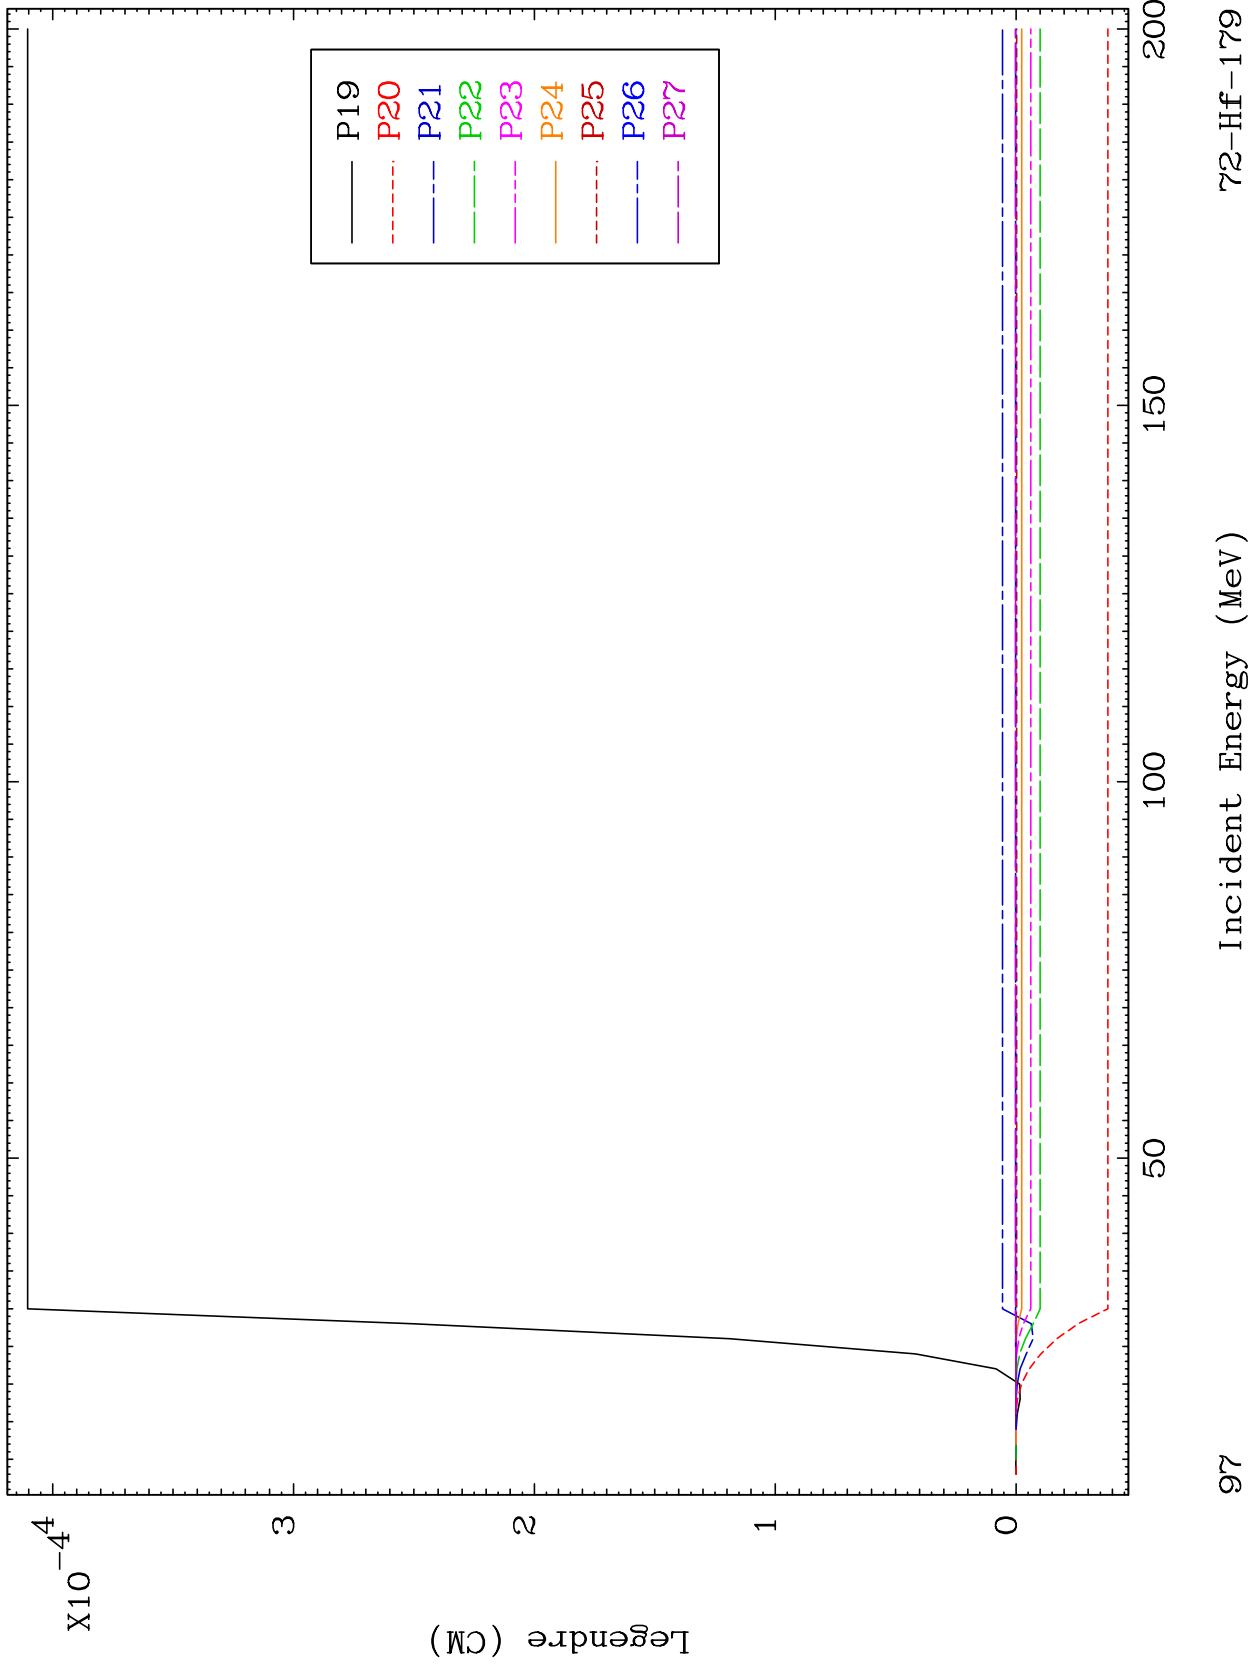 X10
-4
4
3
2
1
0
Legendre (CM)
P19
P20
P21
P22
P23
P24
P25
P26
P27
50
100
150
200
97
Incident Energy (MeV)
72-Hf-179